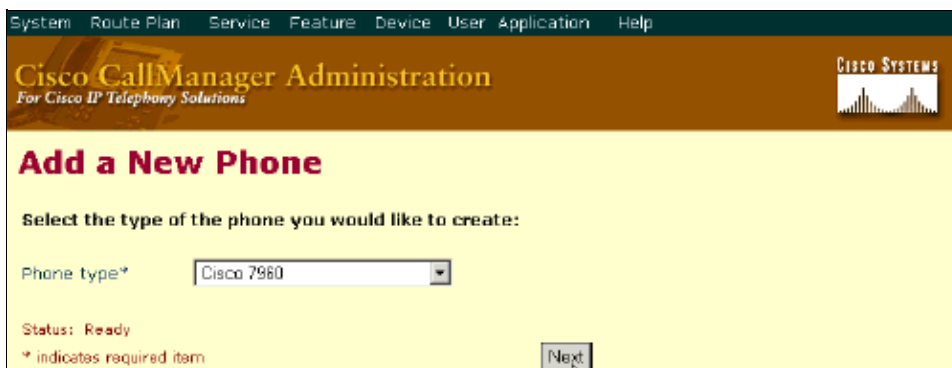 System Route Plan Service Feature Device User Application Help
Cisco CallManager Administration
For Cisco IP Telephony Solutions
CISCO SYSTEMS
Add a New Phone
Select the type of the phone you would like to create:
Phone type* Cisco 7960
Status: Ready
* indicates required item
Next